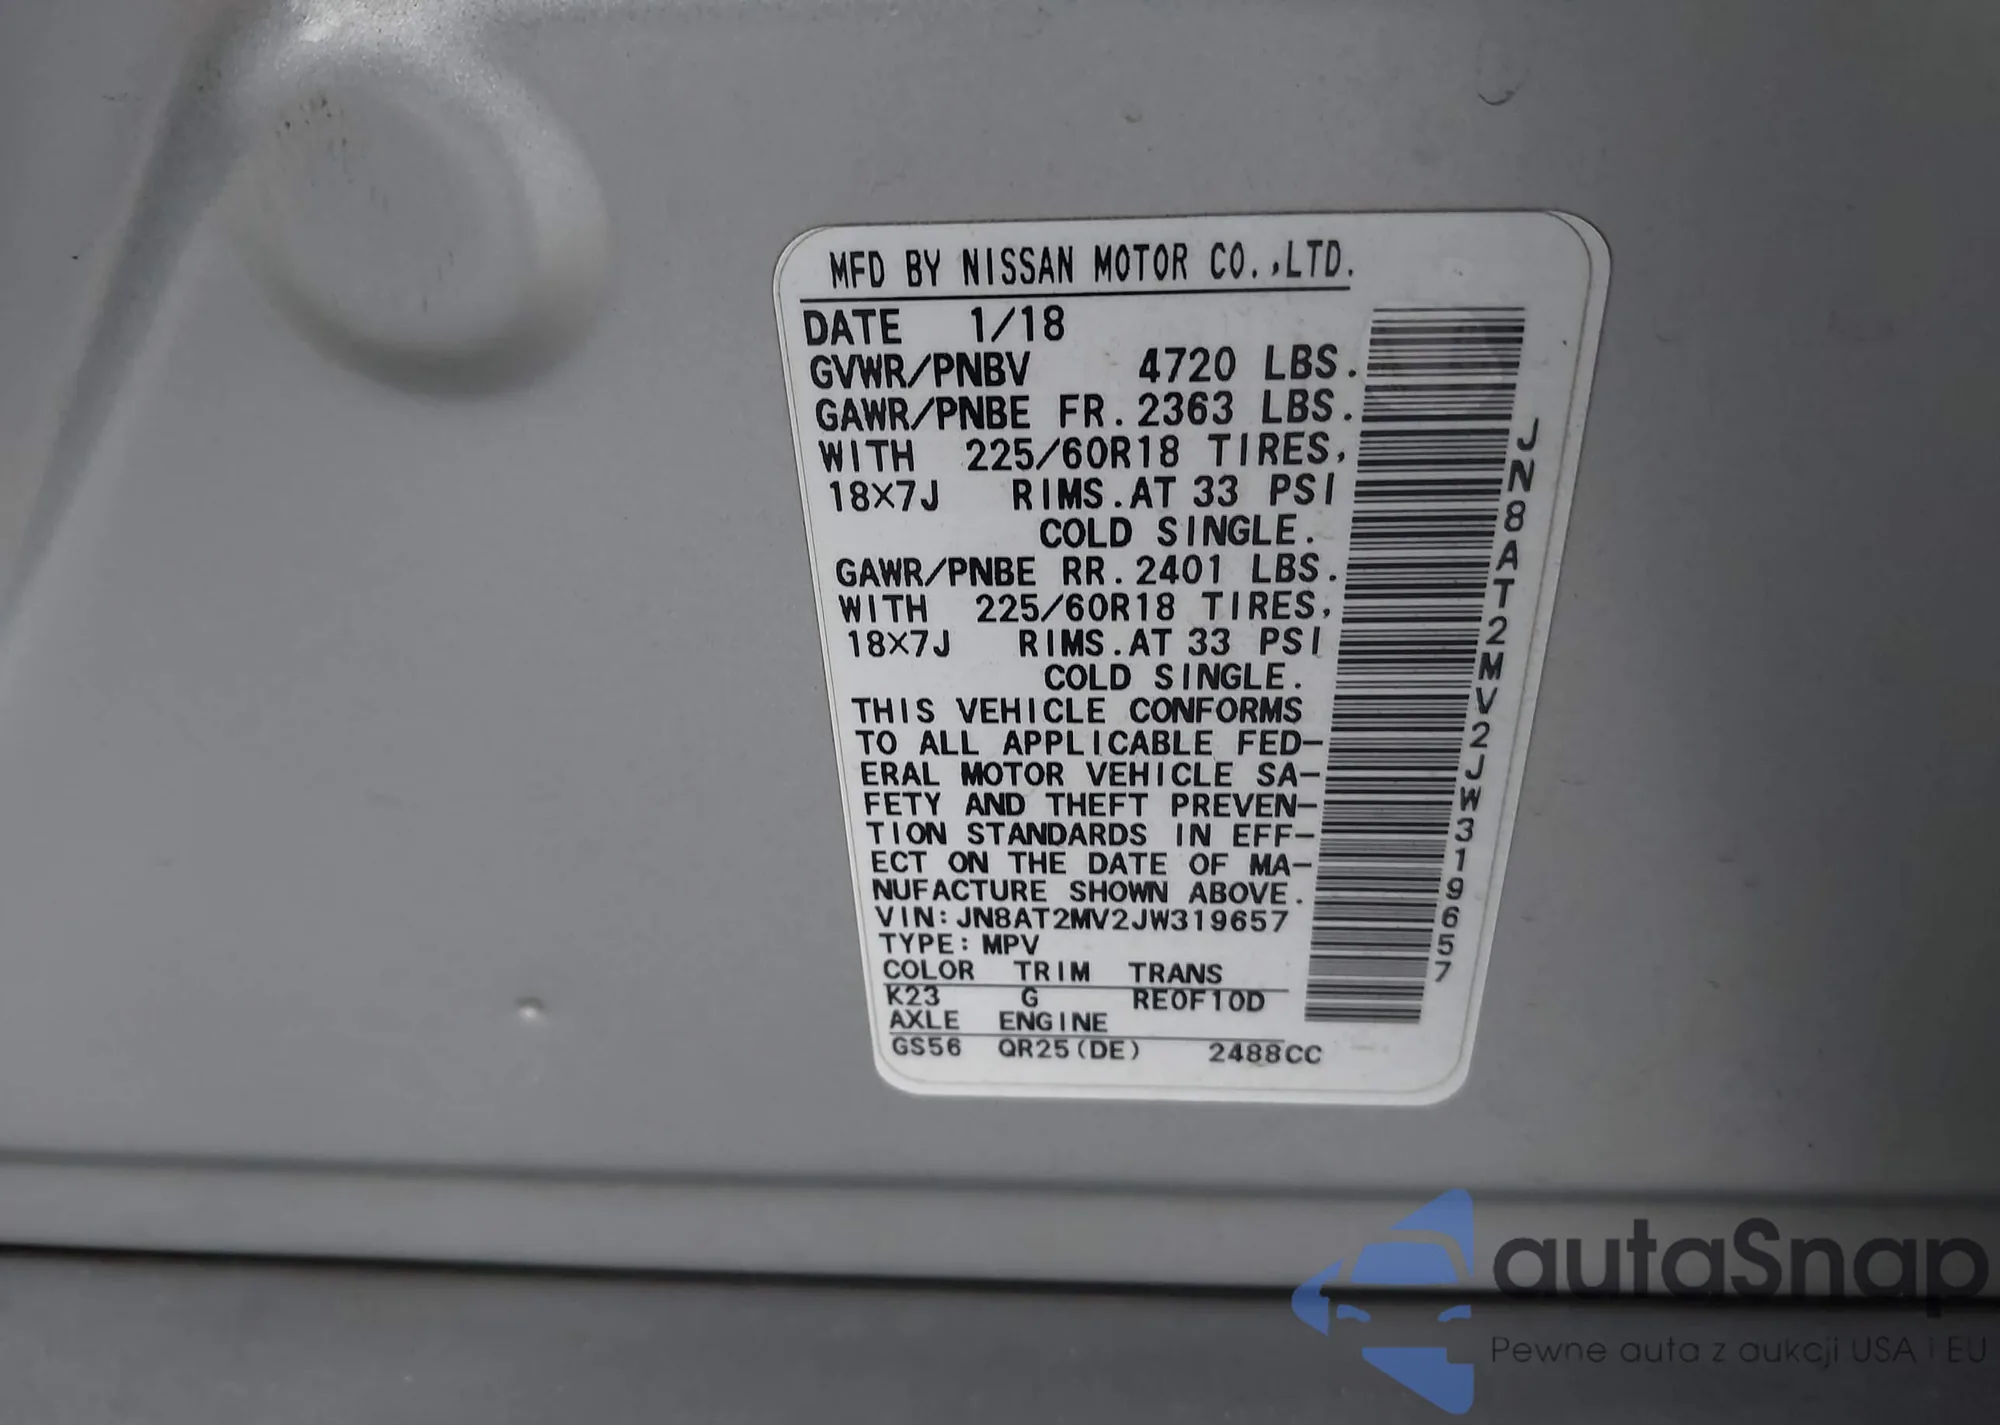 MFD BY NISSAN MOTOR CO.,LTD.
DATE 1/18
GVWR/PNBV 4720 LBS.
GAWR/PNBE FR. 2363 LBS.
WITH 225/60R18 TIRES,
18×7J RIMS.AT 33 PSI
COLD SINGLE.
GAWR/PNBE RR. 2401 LBS.
WITH 225/60R18 TIRES,
18×7J RIMS.AT 33 PSI
COLD SINGLE.
THIS VEHICLE CONFORMS
TO ALL APPLICABLE FED-
ERAL MOTOR VEHICLE SA-
FETY AND THEFT PREVEN-
TION STANDARDS IN EFF-
ECT ON THE DATE OF MA-
NUFACTURE SHOWN ABOVE.
VIN: JN8AT2MV2JW319657
TYPE: MPV
COLOR TRIM TRANS
K23 G RE0F10D
AXLE ENGINE
GS56 QR25(DE) 2488CC
JN8AT2MV2JW319657
autaSnap
Pewne auta z aukcji USA i EU